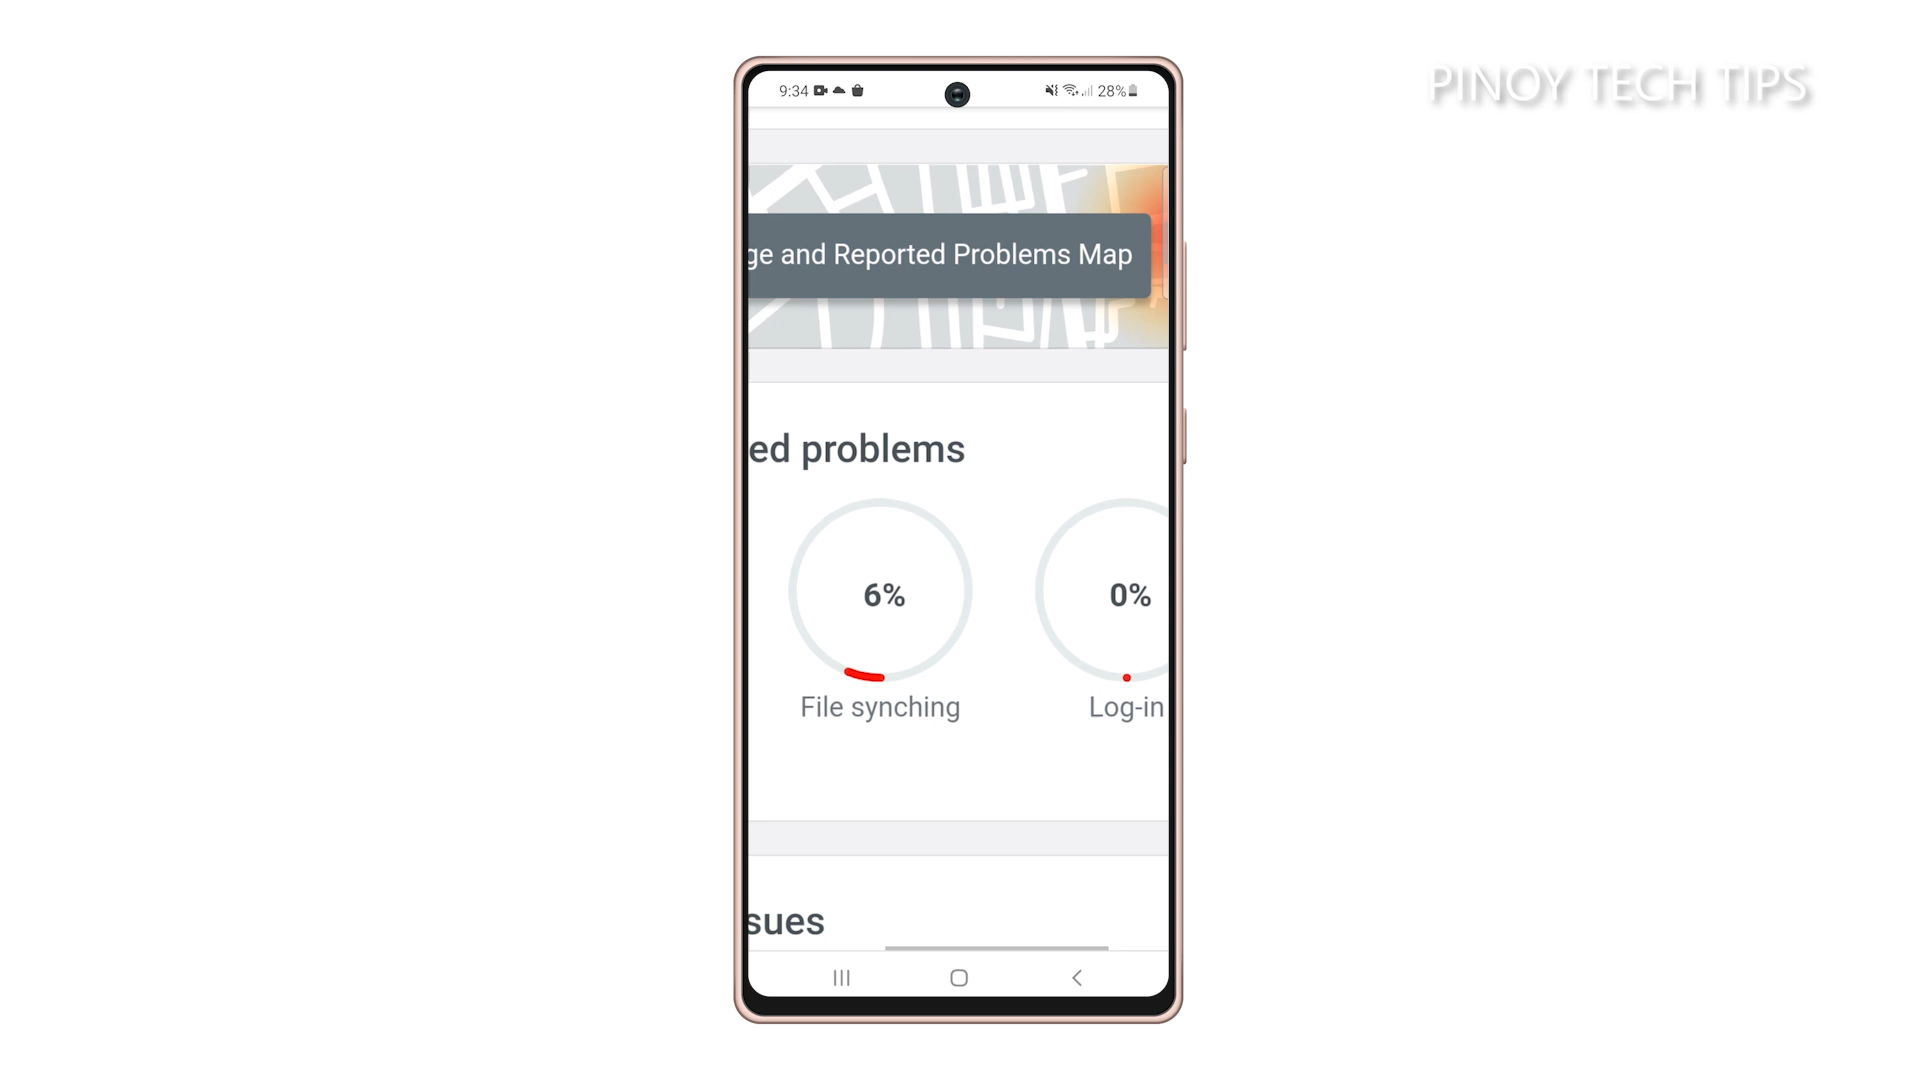 PINOY TECH TIPS
9:34
28%
ge and Reported Problems Map
ed problems
6%
0%
File synching
Log-in
sues